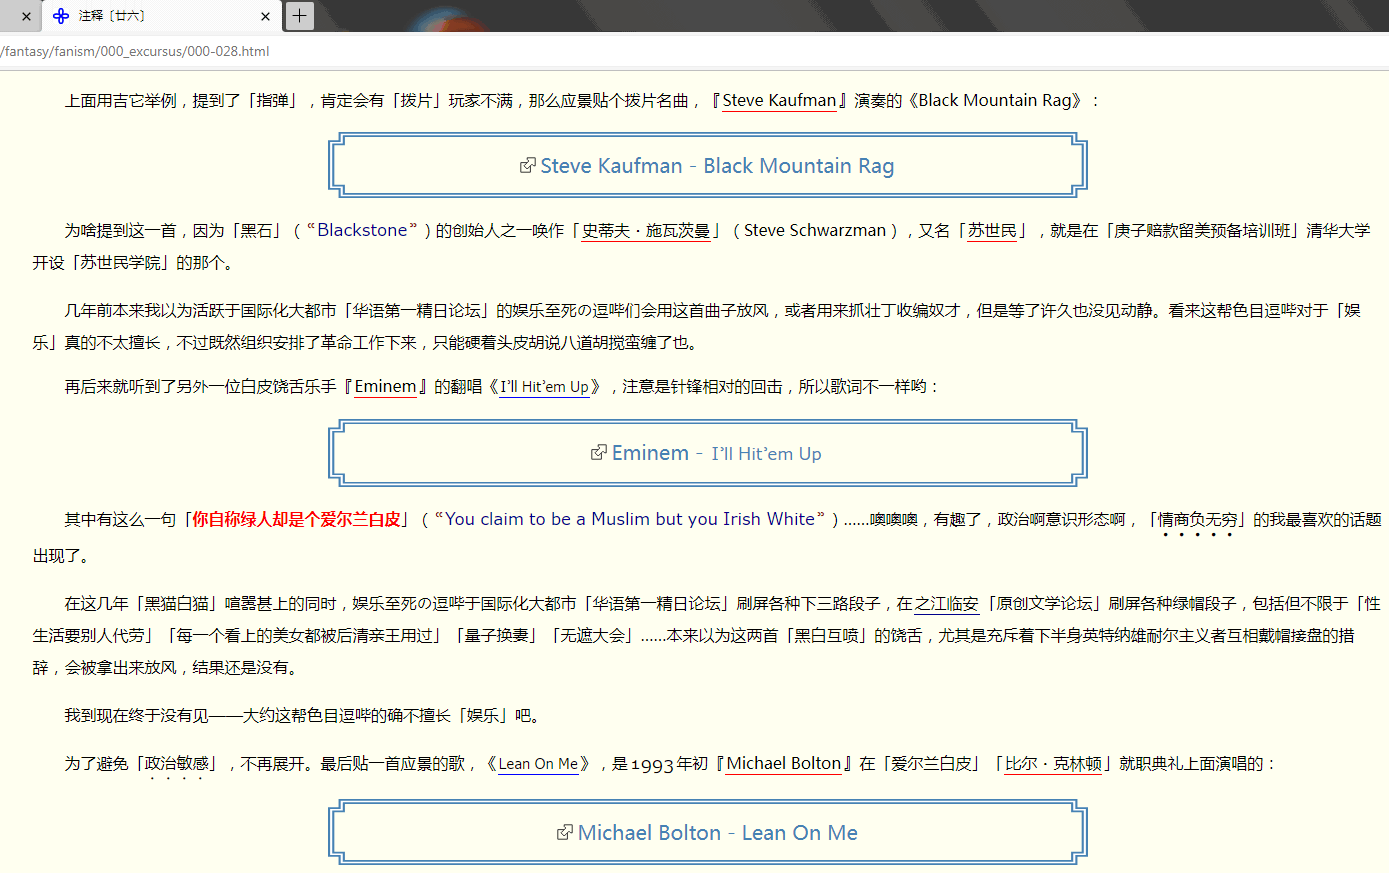 注释〔廿六〕
/fantasy/fanism/000_excursus/000-028.html
上面用吉它举例，提到了「指弹」，肯定会有「拨片」玩家不满，那么应景贴个拨片名曲，『Steve Kaufman』演奏的《Black Mountain Rag》：
Steve Kaufman - Black Mountain Rag
为啥提到这一首，因为「黑石」（“Blackstone”）的创始人之一唤作「史蒂夫・施瓦茨曼」（Steve Schwarzman），又名「苏世民」，就是在「庚子赔款留美预备培训班」清华大学
开设「苏世民学院」的那个。
几年前本来我以为活跃于国际化大都市「华语第一精日论坛」的娱乐至死の逗哔们会用这首曲子放风，或者用来抓壮丁收编奴才，但是等了许久也没见动静。看来这帮色目逗哔对于「娱
乐」真的不太擅长，不过既然组织安排了革命工作下来，只能硬着头皮胡说八道胡搅蛮缠了也。
再后来就听到了另外一位白皮饶舌乐手『Eminem』的翻唱《I’ll Hit’em Up》，注意是针锋相对的回击，所以歌词不一样哟：
Eminem - I’ll Hit’em Up
其中有这么一句「你自称绿人却是个爱尔兰白皮」（“You claim to be a Muslim but you Irish White”）……噢噢噢，有趣了，政治啊意识形态啊，「情商负无穷」的我最喜欢的话题
出现了。
在这几年「黑猫白猫」喧嚣甚上的同时，娱乐至死の逗哔于国际化大都市「华语第一精日论坛」刷屏各种下三路段子，在之江临安「原创文学论坛」刷屏各种绿帽段子，包括但不限于「性
生活要别人代劳」「每一个看上的美女都被后清亲王用过」「量子换妻」「无遮大会」……本来以为这两首「黑白互喷」的饶舌，尤其是充斥着下半身英特纳雄耐尔主义者互相戴帽接盘的措
辞，会被拿出来放风，结果还是没有。
我到现在终于没有见——大约这帮色目逗哔的确不擅长「娱乐」吧。
为了避免「政治敏感」，不再展开。最后贴一首应景的歌，《Lean On Me》，是1993年初『Michael Bolton』在「爱尔兰白皮」「比尔・克林顿」就职典礼上面演唱的：
Michael Bolton - Lean On Me